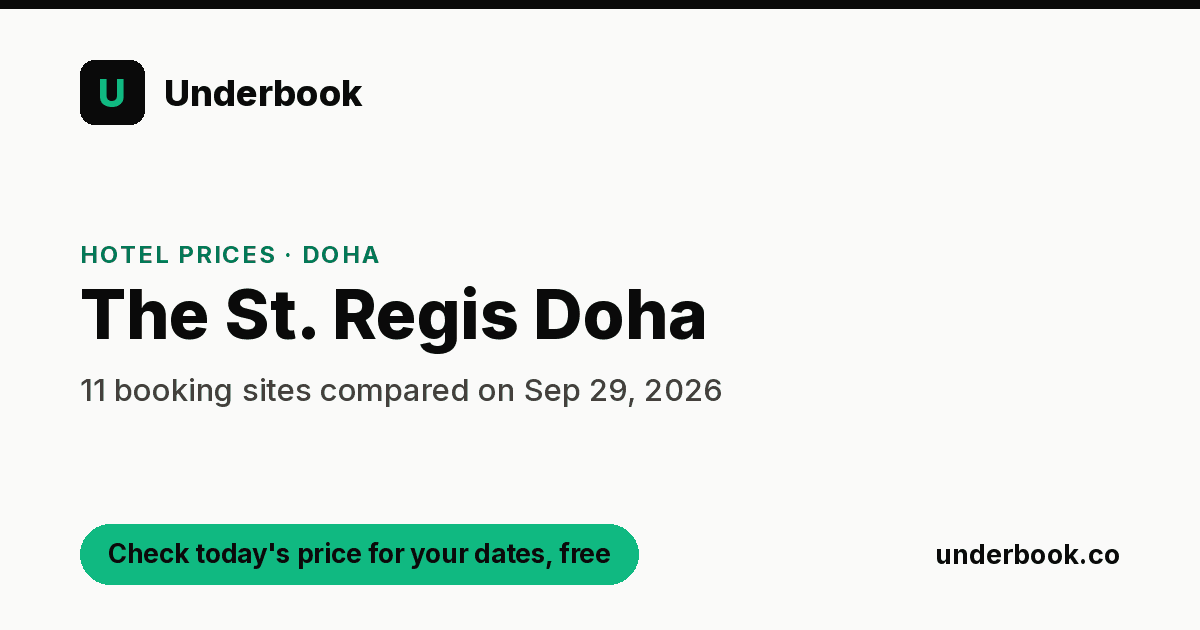 U Underbook
HOTEL PRICES · DOHA
The St. Regis Doha
11 booking sites compared on Sep 29, 2026
Check today's price for your dates, free
underbook.co